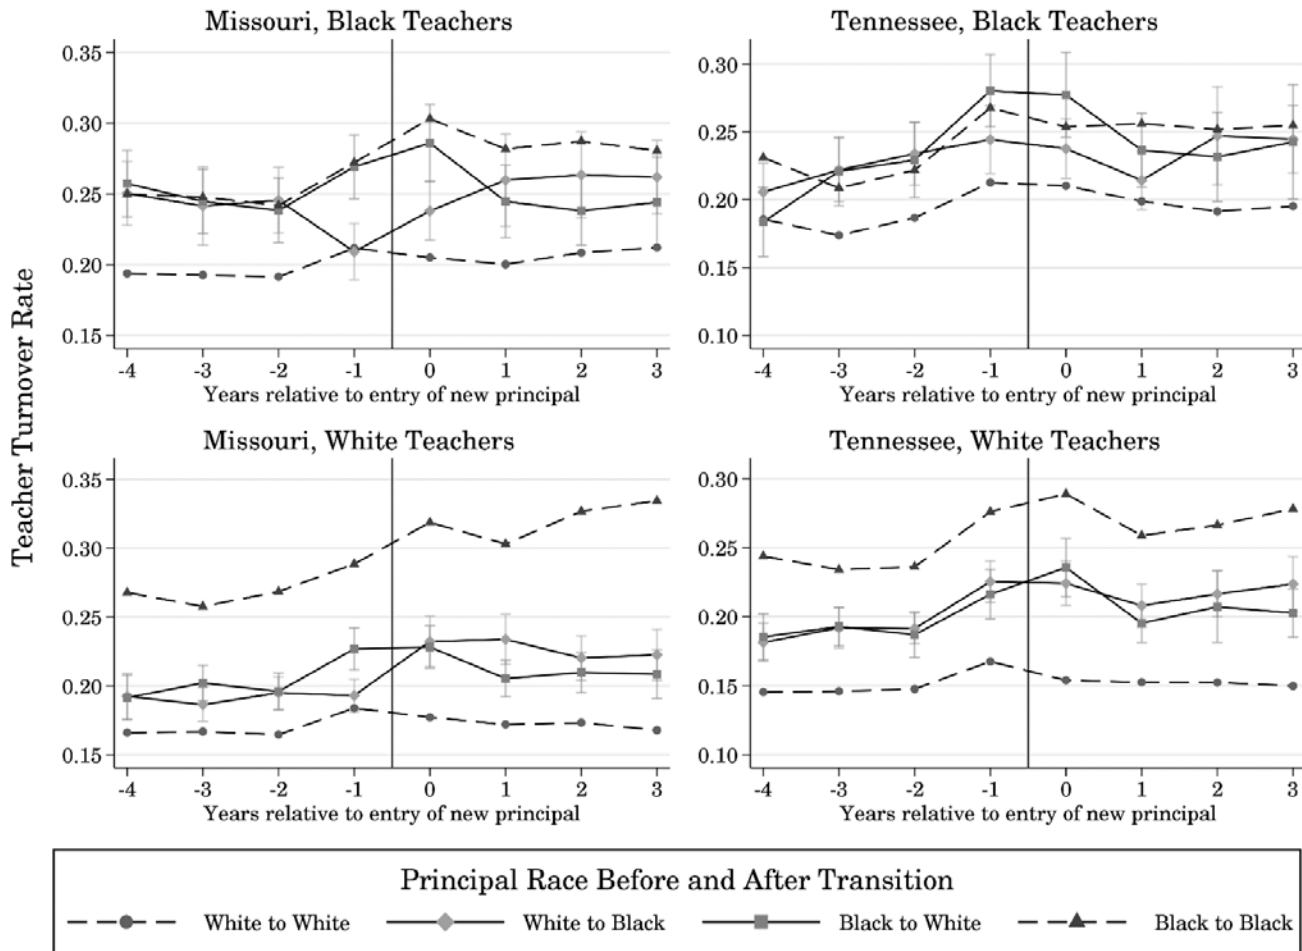 Missouri, Black Teachers
Tennessee, Black Teachers
0.35
0.30
0.25
0.20
0.15
-4 -3 -2 -1 0 1 2 3
Years relative to entry of new principal
0.30
0.25
0.20
0.15
0.10
-4 -3 -2 -1 0 1 2 3
Years relative to entry of new principal
Teacher Turnover Rate
Missouri, White Teachers
Tennessee, White Teachers
0.35
0.30
0.25
0.20
0.15
-4 -3 -2 -1 0 1 2 3
Years relative to entry of new principal
0.30
0.25
0.20
0.15
0.10
-4 -3 -2 -1 0 1 2 3
Years relative to entry of new principal
Principal Race Before and After Transition
White to White White to Black Black to White Black to Black